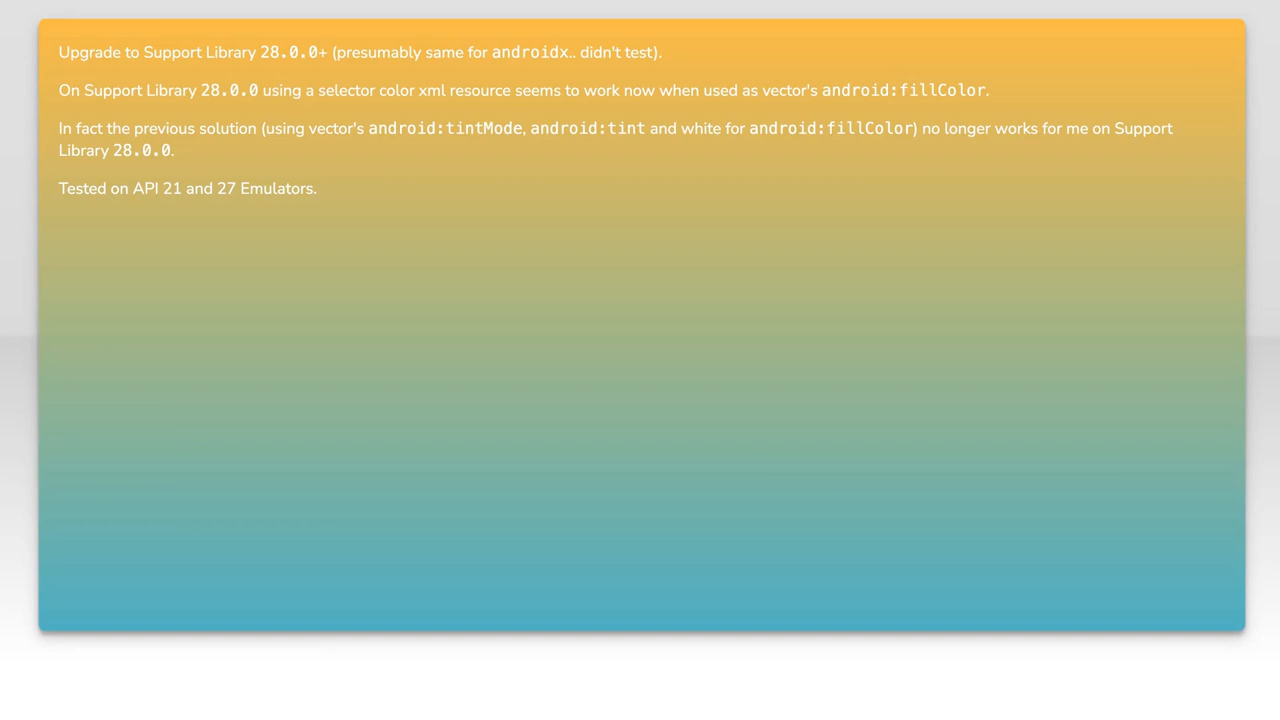 Upgrade to Support Library 28.0.0+ (presumably same for androidx.. didn't test).
On Support Library 28.0.0 using a selector color xml resource seems to work now when used as vector's android:fillColor.
In fact the previous solution (using vector's android:tintMode, android:tint and white for android:fillColor) no longer works for me on Support
Library 28.0.0.
Tested on API 21 and 27 Emulators.